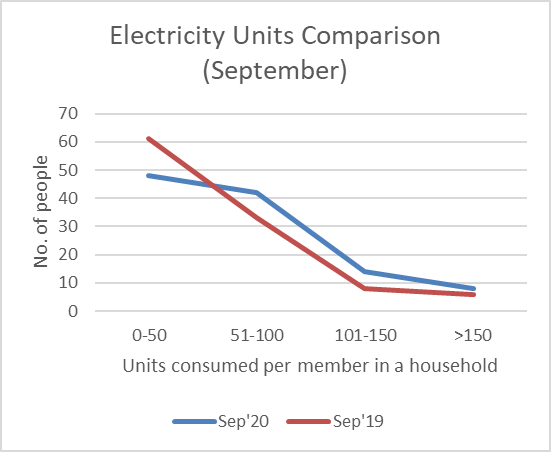 Electricity Units Comparison
(September)
No. of people
70
60
50
40
30
20
10
0
0-50 51-100 101-150 >150
Units consumed per member in a household
Sep'20 Sep'19